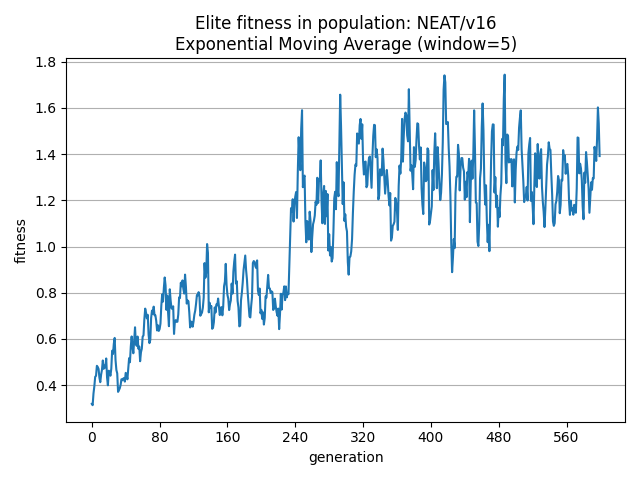 Elite fitness in population: NEAT/v16
Exponential Moving Average (window=5)
1.8
1.6
1.4
1.2
1.0
0.8
0.6
0.4
fitness
0 80 160 240 320 400 480 560
generation